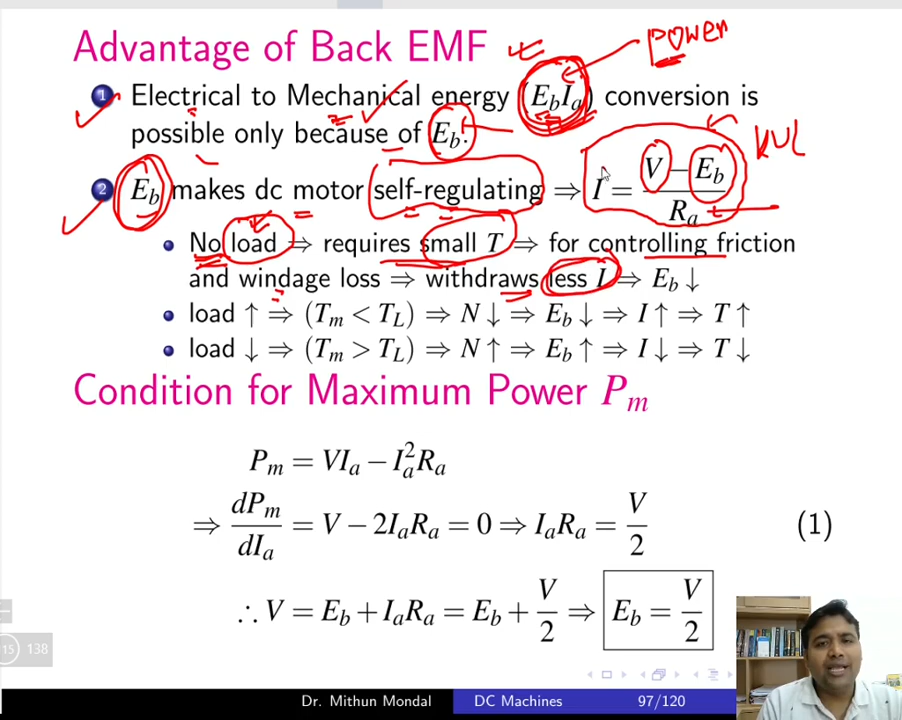 Advantage of Back EMF
power
1 Electrical to Mechanical energy (E_b I_a) conversion is
possible only because of E_b.
KVL
2 E_b makes dc motor self-regulating ⇒ I = (V − E_b) / R_a
• No load ⇒ requires small T ⇒ for controlling friction
and windage loss ⇒ withdraws less I ⇒ E_b ↓
• load ↑ ⇒ (T_m < T_L) ⇒ N ↓ ⇒ E_b ↓ ⇒ I ↑ ⇒ T ↑
• load ↓ ⇒ (T_m > T_L) ⇒ N ↑ ⇒ E_b ↑ ⇒ I ↓ ⇒ T ↓
Condition for Maximum Power P_m
P_m = VI_a − I_a^2 R_a
⇒ dP_m / dI_a = V − 2I_a R_a = 0 ⇒ I_a R_a = V / 2 (1)
∴ V = E_b + I_a R_a = E_b + V / 2 ⇒ E_b = V / 2
15 138
Dr. Mithun Mondal DC Machines 97/120